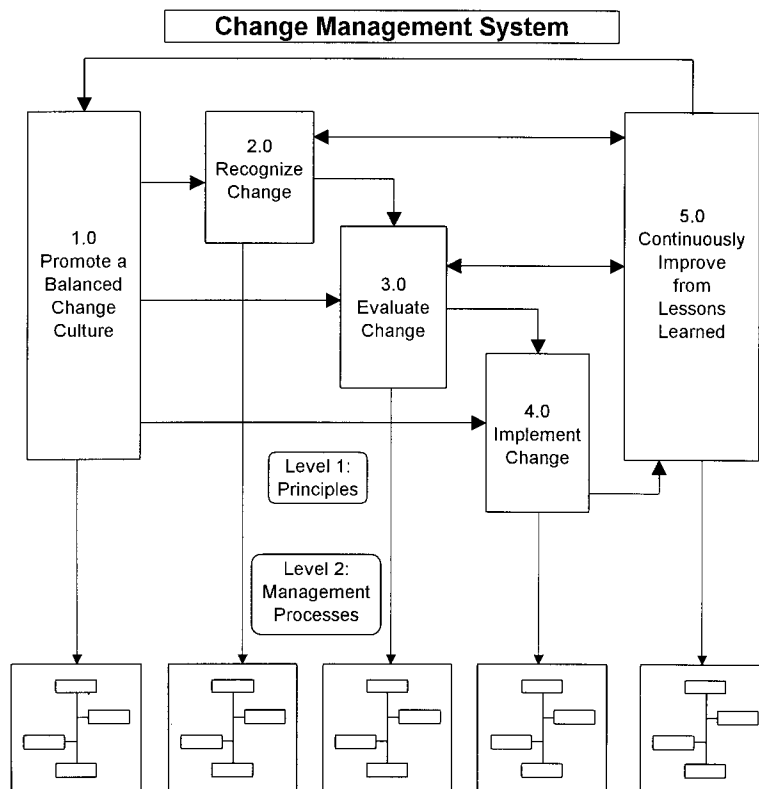 Change Management System
1.0
Promote a
Balanced
Change
Culture
2.0
Recognize
Change
3.0
Evaluate
Change
4.0
Implement
Change
5.0
Continuously
Improve
from
Lessons
Learned
Level 1:
Principles
Level 2:
Management
Processes